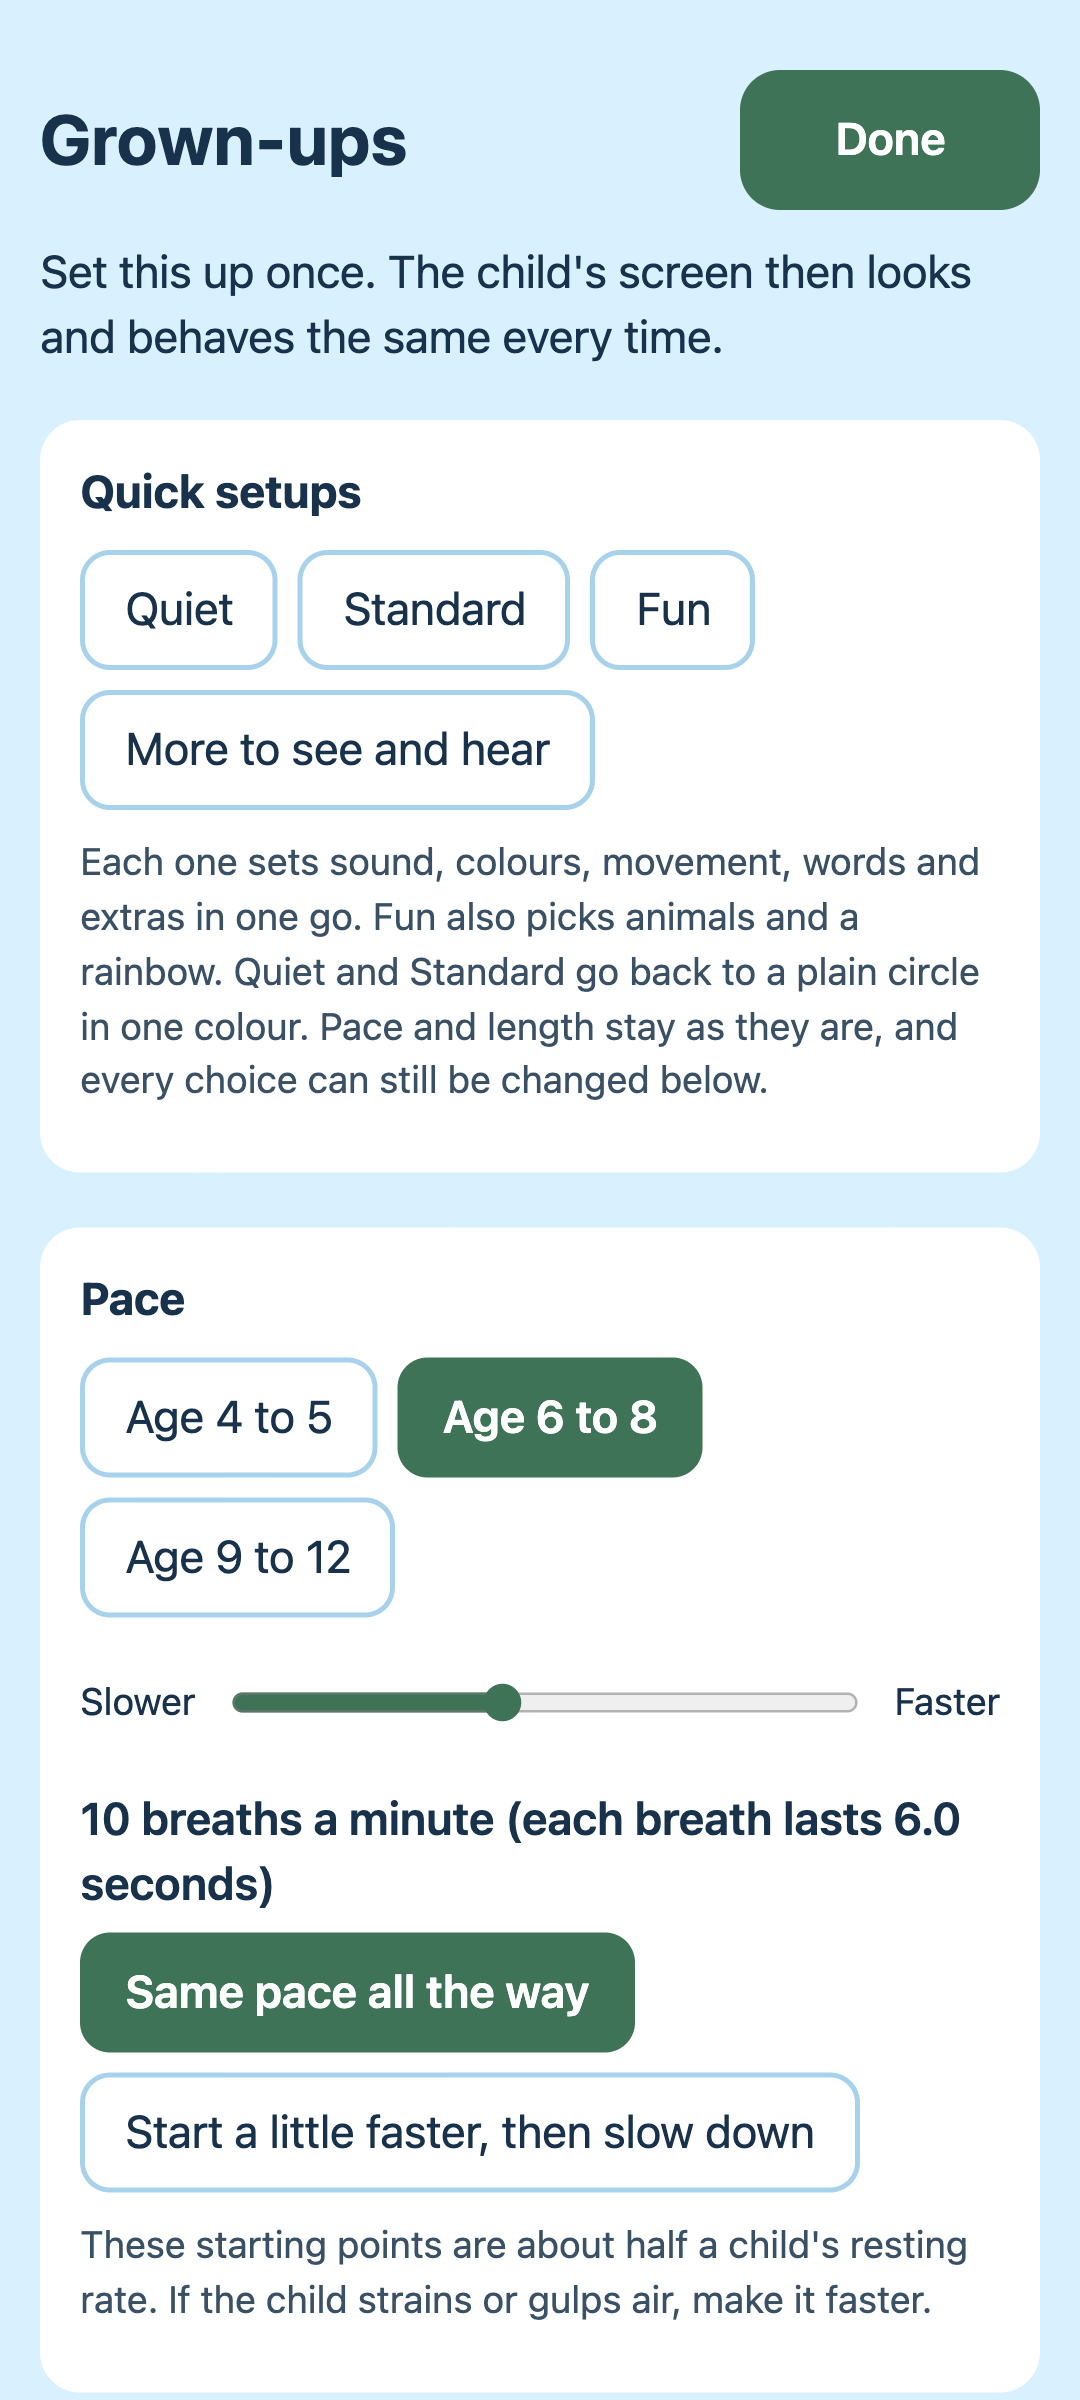 Grown-ups
Done
Set this up once. The child's screen then looks
and behaves the same every time.
Quick setups
Quiet
Standard
Fun
More to see and hear
Each one sets sound, colours, movement, words and
extras in one go. Fun also picks animals and a
rainbow. Quiet and Standard go back to a plain circle
in one colour. Pace and length stay as they are, and
every choice can still be changed below.
Pace
Age 4 to 5
Age 6 to 8
Age 9 to 12
Slower
Faster
10 breaths a minute (each breath lasts 6.0
seconds)
Same pace all the way
Start a little faster, then slow down
These starting points are about half a child's resting
rate. If the child strains or gulps air, make it faster.